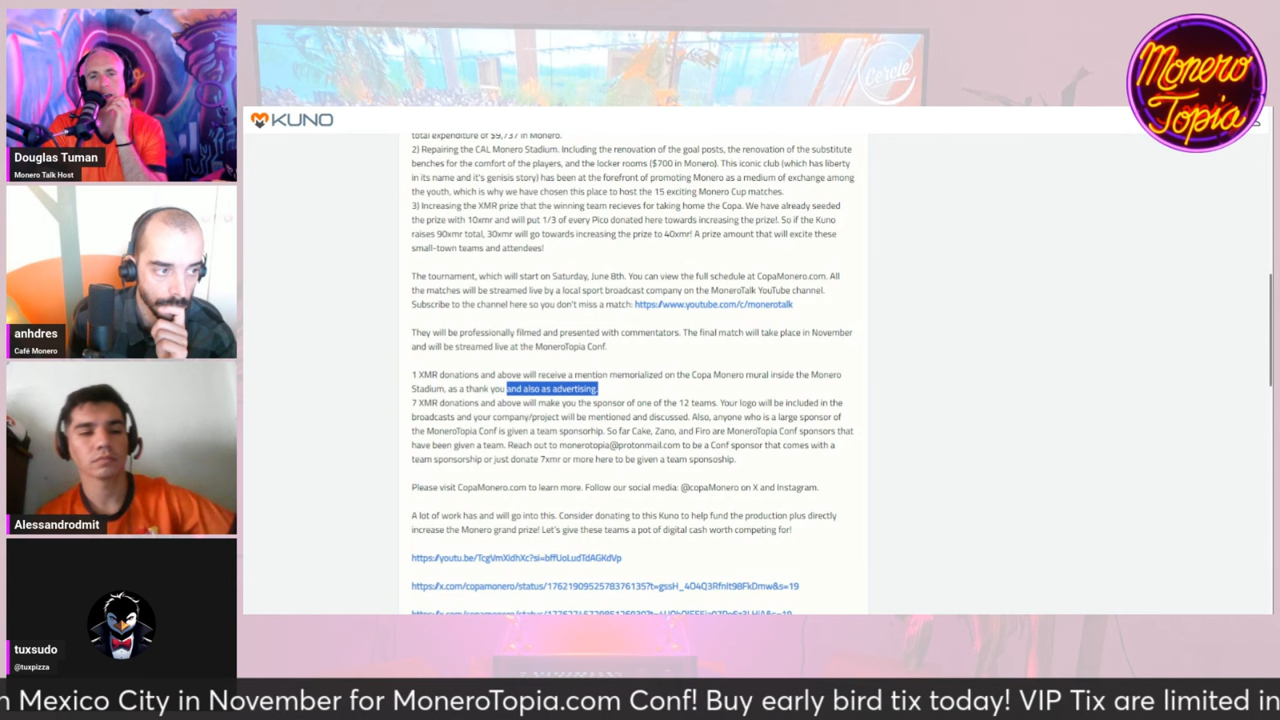 Douglas Tuman
Monero Talk Host
anhdres
Café Monero
Alessandrodmit
tuxsudo
@tuxpizza
Cercle
Monero
Topia
KUNO
total expenditure of $9,737 in Monero.
2) Repairing the CAL Monero Stadium. Including the renovation of the goal posts, the renovation of the substitute
benches for the comfort of the players, and the locker rooms ($700 in Monero). This iconic club (which has liberty
in its name and it's genisis story) has been at the forefront of promoting Monero as a medium of exchange among
the youth, which is why we have chosen this place to host the 15 exciting Monero Cup matches.
3) Increasing the XMR prize that the winning team recieves for taking home the Copa. We have already seeded
the prize with 10xmr and will put 1/3 of every Pico donated here towards increasing the prize!. So if the Kuno
raises 90xmr total, 30xmr will go towards increasing the prize to 40xmr! A prize amount that will excite these
small-town teams and attendees!
The tournament, which will start on Saturday, June 8th. You can view the full schedule at CopaMonero.com. All
the matches will be streamed live by a local sport broadcast company on the MoneroTalk YouTube channel.
Subscribe to the channel here so you don't miss a match: https://www.youtube.com/c/monerotalk
They will be professionally filmed and presented with commentators. The final match will take place in November
and will be streamed live at the MoneroTopia Conf.
1 XMR donations and above will receive a mention memorialized on the Copa Monero mural inside the Monero
Stadium, as a thank you and also as advertising.
7 XMR donations and above will make you the sponsor of one of the 12 teams. Your logo will be included in the
broadcasts and your company/project will be mentioned and discussed. Also, anyone who is a large sponsor of
the MoneroTopia Conf is given a team sponsorhip. So far Cake, Zano, and Firo are MoneroTopia Conf sponsors that
have been given a team. Reach out to monerotopia@protonmail.com to be a Conf sponsor that comes with a
team sponsorship or just donate 7xmr or more here to be given a team sponsoship.
Please visit CopaMonero.com to learn more. Follow our social media: @copaMonero on X and Instagram.
A lot of work has and will go into this. Consider donating to this Kuno to help fund the production plus directly
increase the Monero grand prize! Let's give these teams a pot of digital cash worth competing for!
https://youtu.be/TcgVmXidhXc?si=bffUoLudTdAGKdVp
https://x.com/copamonero/status/1762190952578376135?t=gssH_4O4Q3RfnIt98FkDmw&s=19
n Mexico City in November for MoneroTopia.com Conf! Buy early bird tix today! VIP Tix are limited in